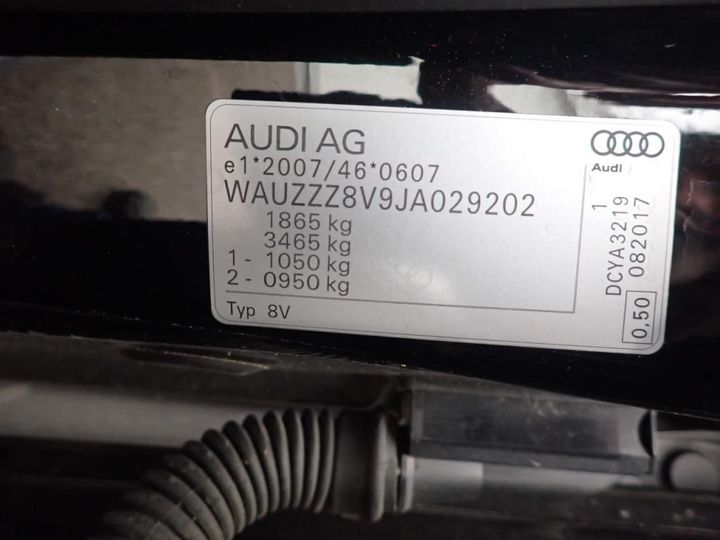 AUDI AG
Audi
e1*2007/46*0607
WAUZZZ8V9JA029202
1865 kg
3465 kg
1 - 1050 kg
2 - 0950 kg
Typ 8V
1
DCYA3219
082017
0,50